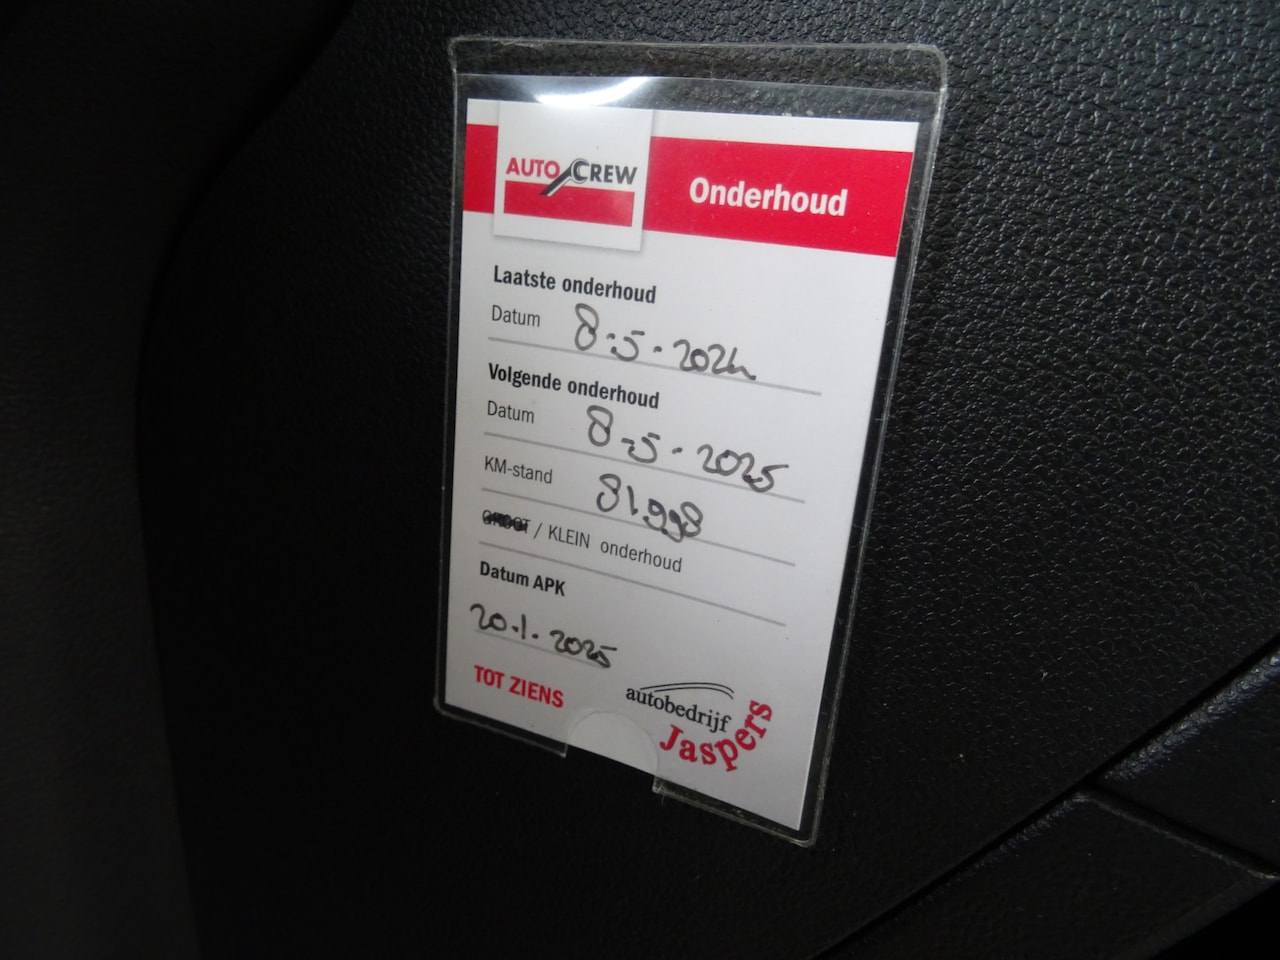 AUTO CREW
Onderhoud
Laatste onderhoud
Datum 8-5-2024
Volgende onderhoud
Datum 8-5-2025
KM-stand 81.998
GROOT / KLEIN onderhoud
Datum APK
20-1-2025
TOT ZIENS
autobedrijf
Jaspers